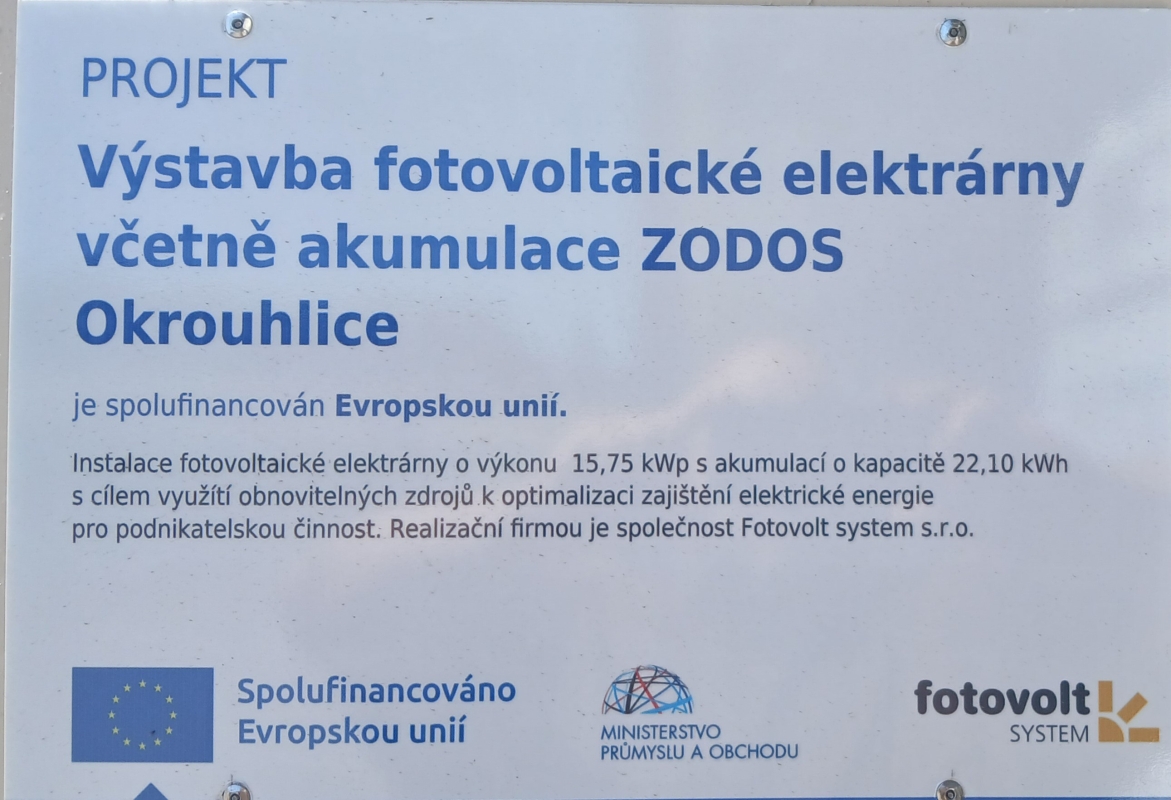 PROJEKT
Výstavba fotovoltaické elektrárny
včetně akumulace ZODOS
Okrouhlice
je spolufinancován Evropskou unií.
Instalace fotovoltaické elektrárny o výkonu  15,75 kWp s akumulací o kapacitě 22,10 kWh
s cílem využítí obnovitelných zdrojů k optimalizaci zajištění elektrické energie
pro podnikatelskou činnost. Realizační firmou je společnost Fotovolt system s.r.o.
Spolufinancováno
Evropskou unií
MINISTERSTVO
PRŮMYSLU A OBCHODU
fotovolt
SYSTEM